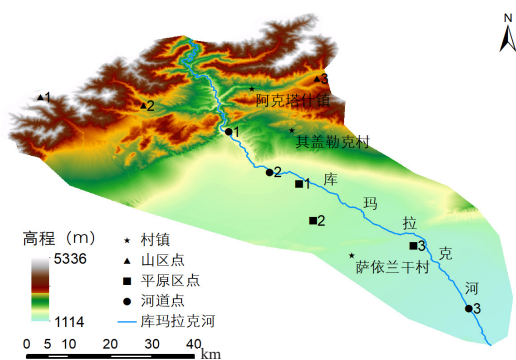 N
3
1
2
阿克塔什镇
1
其盖勒克村
2
1
库玛拉克河
2
3
萨依兰干村
3
高程（m）
5336
1114
村镇
山区点
平原区点
河道点
库玛拉克河
0 5 10 20 30 40
km